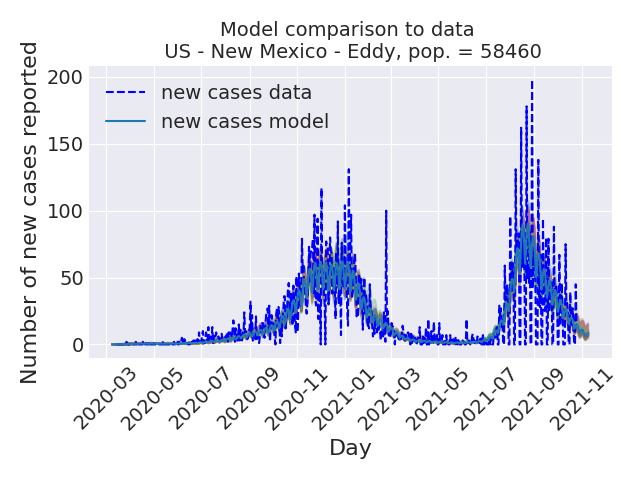 Model comparison to data
US - New Mexico - Eddy, pop. = 58460
Number of new cases reported
200
150
100
50
0
new cases data
new cases model
2020-03
2020-05
2020-07
2020-09
2020-11
2021-01
2021-03
2021-05
2021-07
2021-09
2021-11
Day